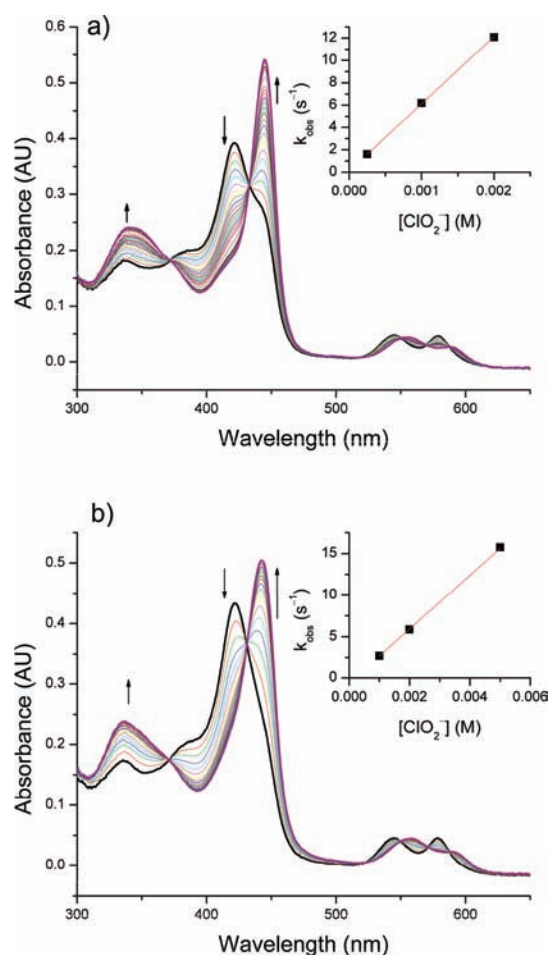 a)
0.6
0.5
0.4
0.3
0.2
0.1
0.0
Absorbance (AU)
300 400 500 600
Wavelength (nm)
12
10
8
6
4
2
0
k_obs (s⁻¹)
0.000 0.001 0.002
[ClO₂⁻] (M)
b)
0.5
0.4
0.3
0.2
0.1
0.0
Absorbance (AU)
300 400 500 600
Wavelength (nm)
15
10
5
0
k_obs (s⁻¹)
0.000 0.002 0.004 0.006
[ClO₂⁻] (M)